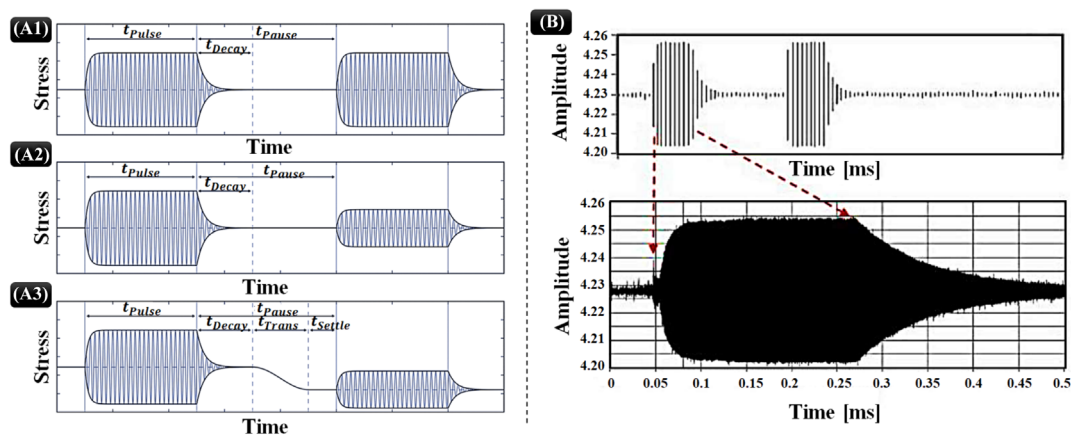 (A1)
t_Pulse t_Pause
t_Decay
Stress
Time
(A2)
t_Pulse t_Pause
t_Decay
Stress
Time
(A3)
t_Pulse t_Pause
t_Decay t_Trans t_Settle
Stress
Time
(B)
4.26
4.25
4.24
4.23
4.21
4.20
Amplitude
Time [ms]
4.26
4.25
4.24
4.23
4.22
4.21
4.20
Amplitude
0 0.05 0.1 0.15 0.2 0.25 0.3 0.35 0.4 0.45 0.5
Time [ms]